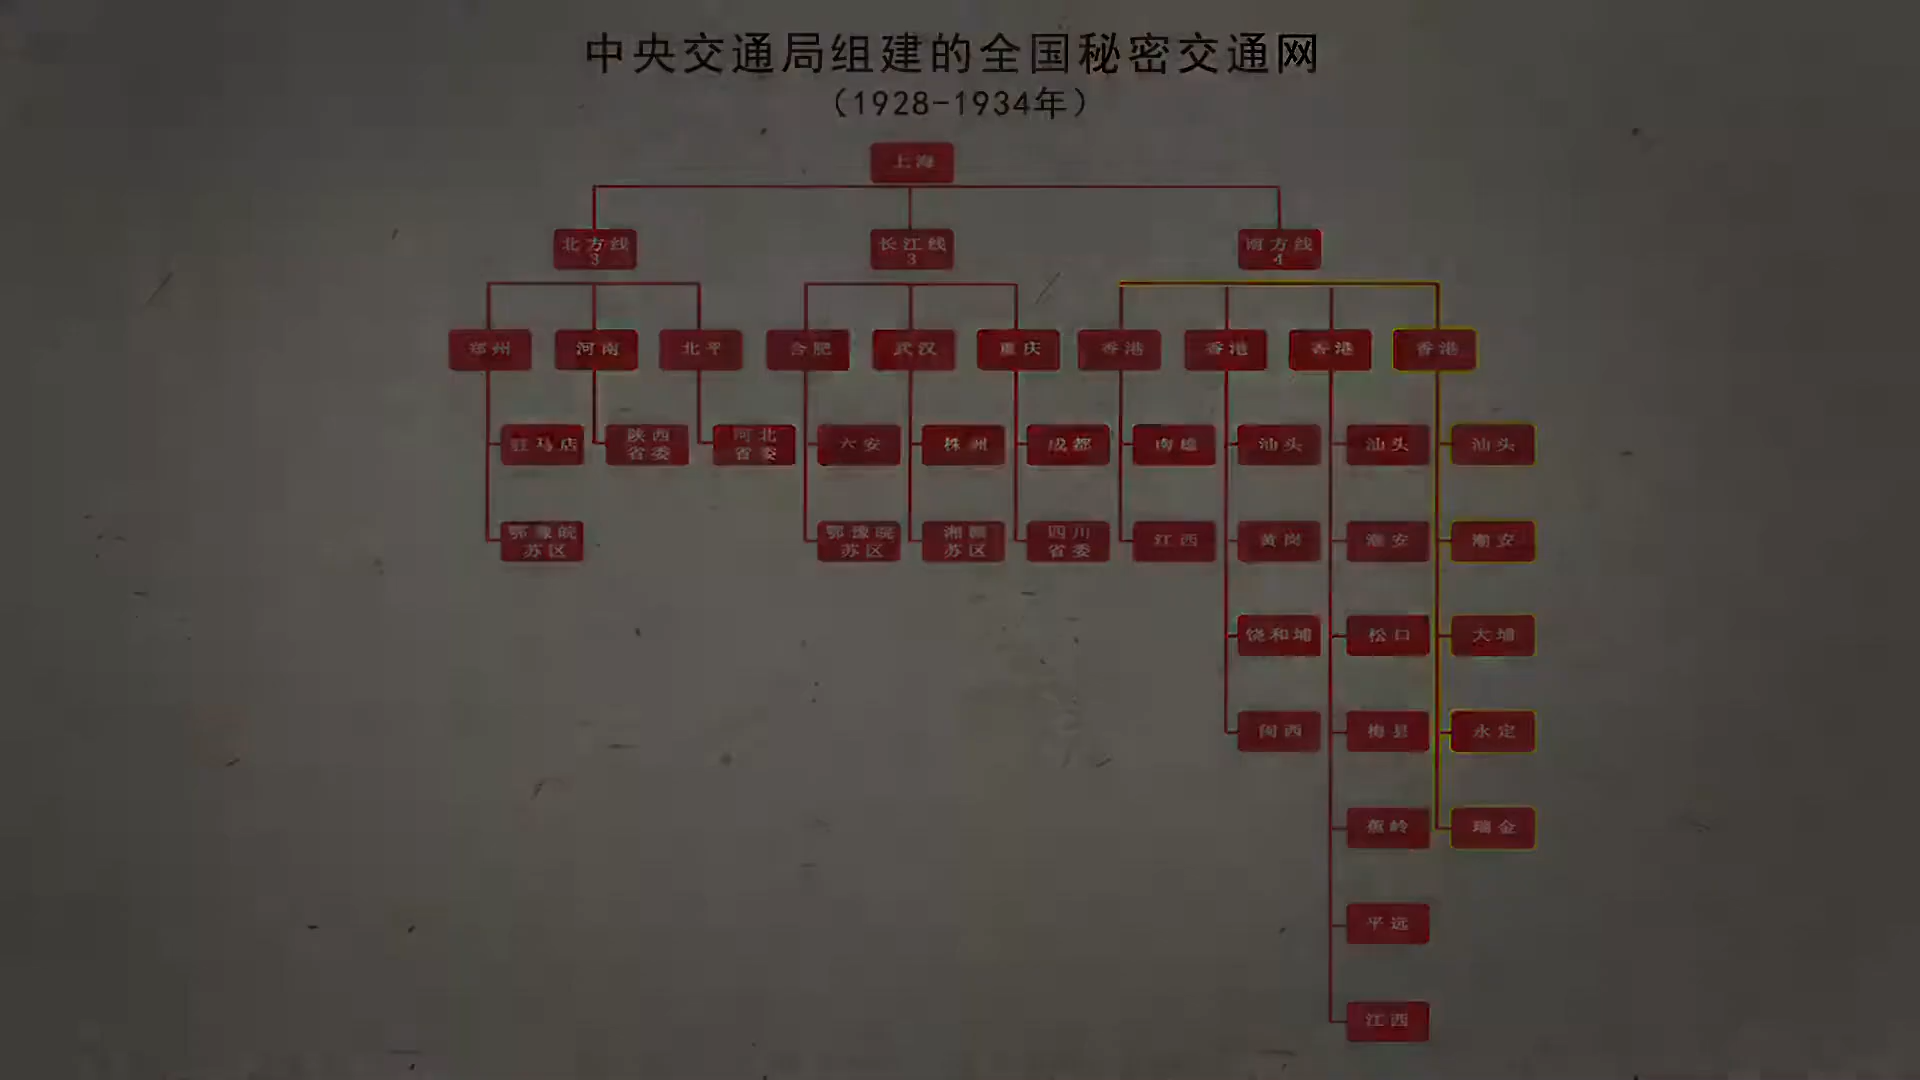 中央交通局组建的全国秘密交通网
（1928-1934年）
上海
北方线
3
长江线
3
南方线
4
郑州
河南
北平
合肥
武汉
重庆
香港
香港
香港
香港
驻马店
陕西
省委
河北
省委
六安
株州
成都
南雄
汕头
汕头
汕头
鄂豫皖
苏区
鄂豫皖
苏区
湘赣
苏区
四川
省委
江西
黄岗
潮安
潮安
饶和埔
松口
大埔
闽西
梅县
永定
蕉岭
瑞金
平远
江西